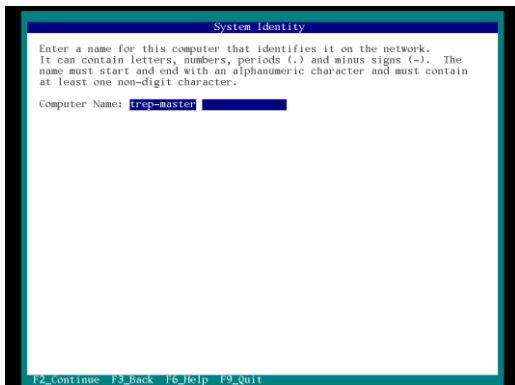 System Identity
Enter a name for this computer that identifies it on the network.
It can contain letters, numbers, periods (.) and minus signs (-). The
name must start and end with an alphanumeric character and must contain
at least one non-digit character.
Computer Name: trep-master
F2_Continue F3_Back F6_Help F9_Quit